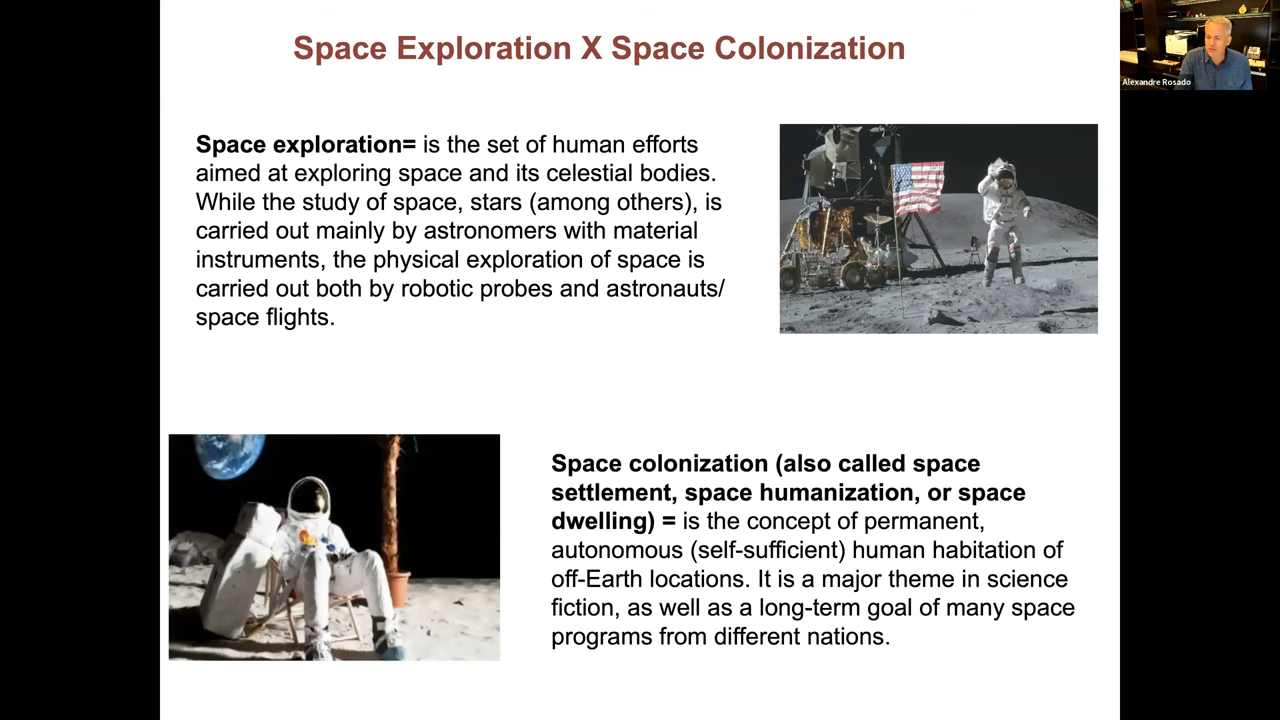 Space Exploration X Space Colonization
Alexandre Rosado
Space exploration= is the set of human efforts
aimed at exploring space and its celestial bodies.
While the study of space, stars (among others), is
carried out mainly by astronomers with material
instruments, the physical exploration of space is
carried out both by robotic probes and astronauts/
space flights.
Space colonization (also called space
settlement, space humanization, or space
dwelling) = is the concept of permanent,
autonomous (self-sufficient) human habitation of
off-Earth locations. It is a major theme in science
fiction, as well as a long-term goal of many space
programs from different nations.